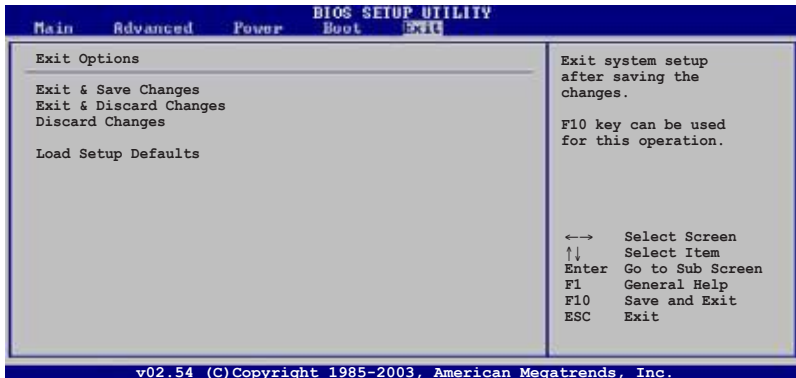 BIOS SETUP UTILITY
Main Advanced Power Boot Exit
Exit Options
Exit & Save Changes
Exit & Discard Changes
Discard Changes
Load Setup Defaults
Exit system setup
after saving the
changes.
F10 key can be used
for this operation.
←→ Select Screen
↑↓ Select Item
Enter Go to Sub Screen
F1 General Help
F10 Save and Exit
ESC Exit
v02.54 (C)Copyright 1985-2003, American Megatrends, Inc.